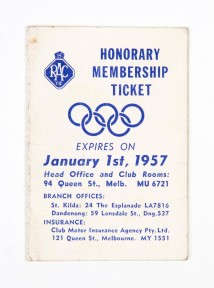 RAC
HONORARY
MEMBERSHIP
TICKET
EXPIRES ON
January 1st, 1957
Head Office and Club Rooms:
94 Queen St., Melb. MU 6721
BRANCH OFFICES:
St. Kilda: 24 The Esplanade LA7816
Dandenong: 59 Lonsdale St., Dng.537
INSURANCE:
Club Motor Insurance Agency Pty. Ltd.
121 Queen St., Melbourne. MY 1551